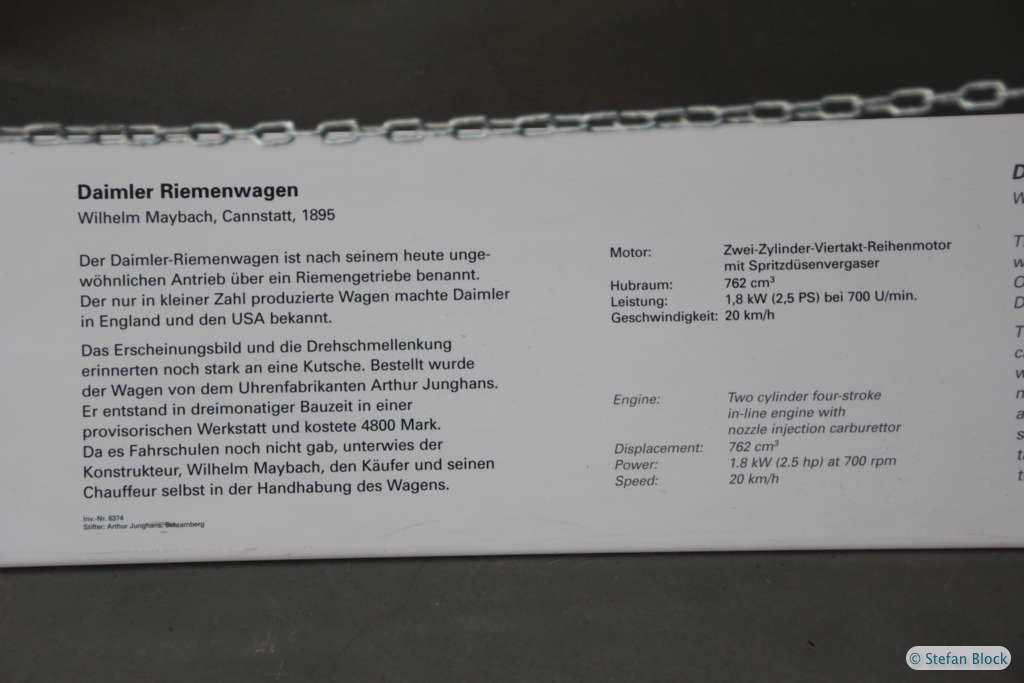 Daimler Riemenwagen
Wilhelm Maybach, Cannstatt, 1895
Der Daimler-Riemenwagen ist nach seinem heute unge-
wöhnlichen Antrieb über ein Riemengetriebe benannt.
Der nur in kleiner Zahl produzierte Wagen machte Daimler
in England und den USA bekannt.
Das Erscheinungsbild und die Drehschmellenkung
erinnerten noch stark an eine Kutsche. Bestellt wurde
der Wagen von dem Uhrenfabrikanten Arthur Junghans.
Er entstand in dreimonatiger Bauzeit in einer
provisorischen Werkstatt und kostete 4800 Mark.
Da es Fahrschulen noch nicht gab, unterwies der
Konstrukteur, Wilhelm Maybach, den Käufer und seinen
Chauffeur selbst in der Handhabung des Wagens.
Inv.-Nr. 8374
Stifter: Arthur Junghans, Schramberg
Motor: Zwei-Zylinder-Viertakt-Reihenmotor
mit Spritzdüsenvergaser
Hubraum: 762 cm³
Leistung: 1,8 kW (2,5 PS) bei 700 U/min.
Geschwindigkeit: 20 km/h
Engine: Two cylinder four-stroke
in-line engine with
nozzle injection carburettor
Displacement: 762 cm³
Power: 1.8 kW (2.5 hp) at 700 rpm
Speed: 20 km/h
© Stefan Block